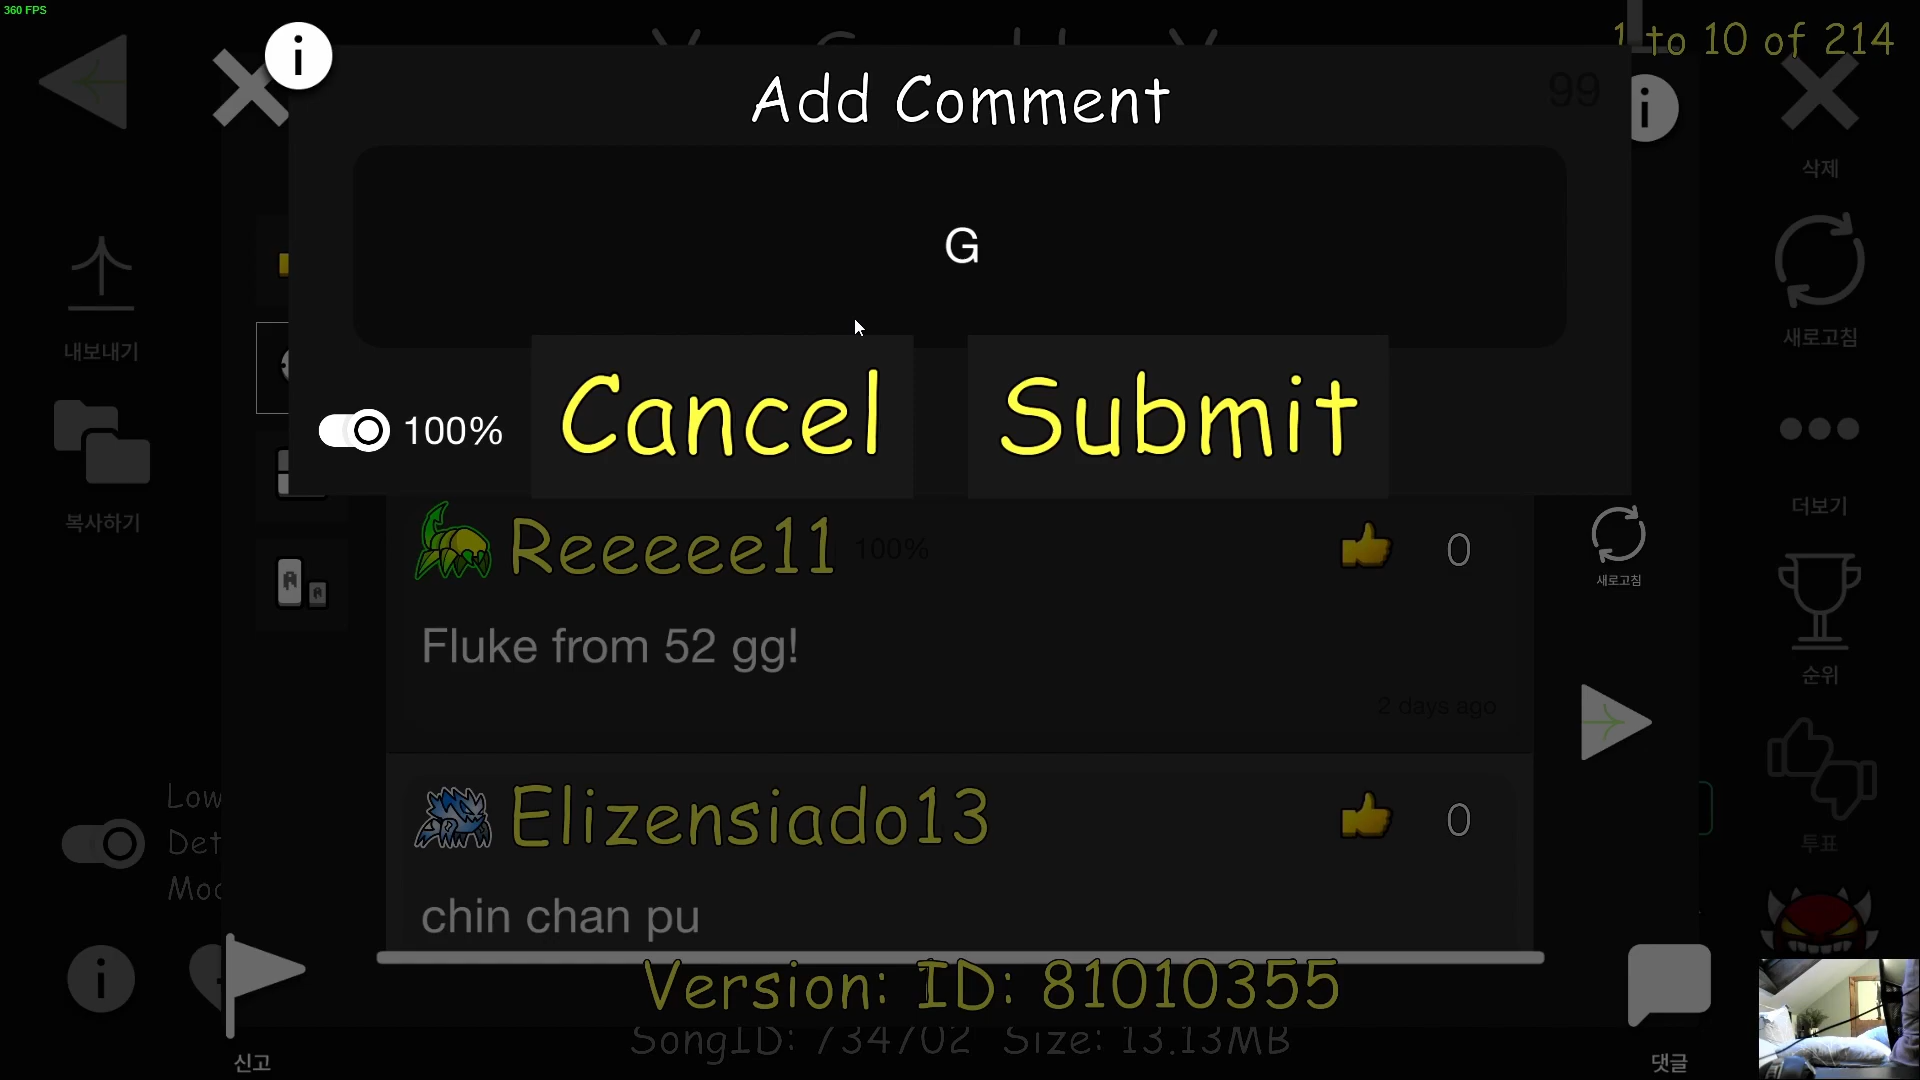 360 FPS
1 to 10 of 214
Add Comment
99
삭제
G
내보내기
새로고침
100%
Cancel
Submit
복사하기
더보기
Reeeee11
100%
0
새로고침
Fluke from 52 gg!
순위
2 days ago
Low
Elizensiado13
0
투표
chin chan pu
Version: ID: 81010355
SongID: 734702 Size: 13.13MB
신고
댓글